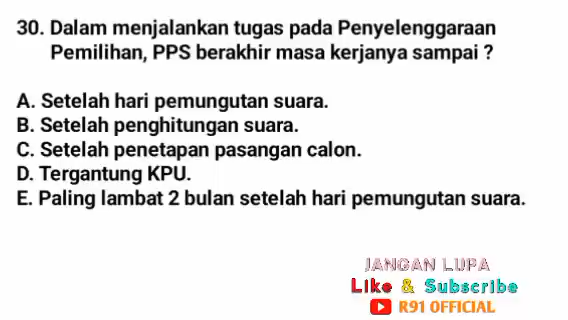 30. Dalam menjalankan tugas pada Penyelenggaraan
Pemilihan, PPS berakhir masa kerjanya sampai ?
A. Setelah hari pemungutan suara.
B. Setelah penghitungan suara.
C. Setelah penetapan pasangan calon.
D. Tergantung KPU.
E. Paling lambat 2 bulan setelah hari pemungutan suara.
JANGAN LUPA
Like & Subscribe
R91 OFFICIAL